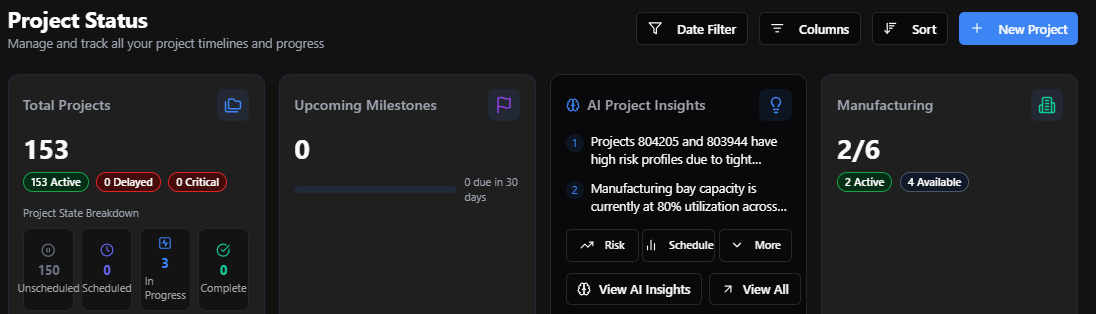 Project Status
Manage and track all your project timelines and progress
Date Filter
Columns
Sort
+ New Project
Total Projects
153
153 Active
0 Delayed
0 Critical
Project State Breakdown
150
Unscheduled
0
Scheduled
3
In
Progress
0
Complete
Upcoming Milestones
0
0 due in 30
days
AI Project Insights
1 Projects 804205 and 803944 have
high risk profiles due to tight...
2 Manufacturing bay capacity is
currently at 80% utilization across...
Risk
Schedule
More
View AI Insights
View All
Manufacturing
2/6
2 Active
4 Available